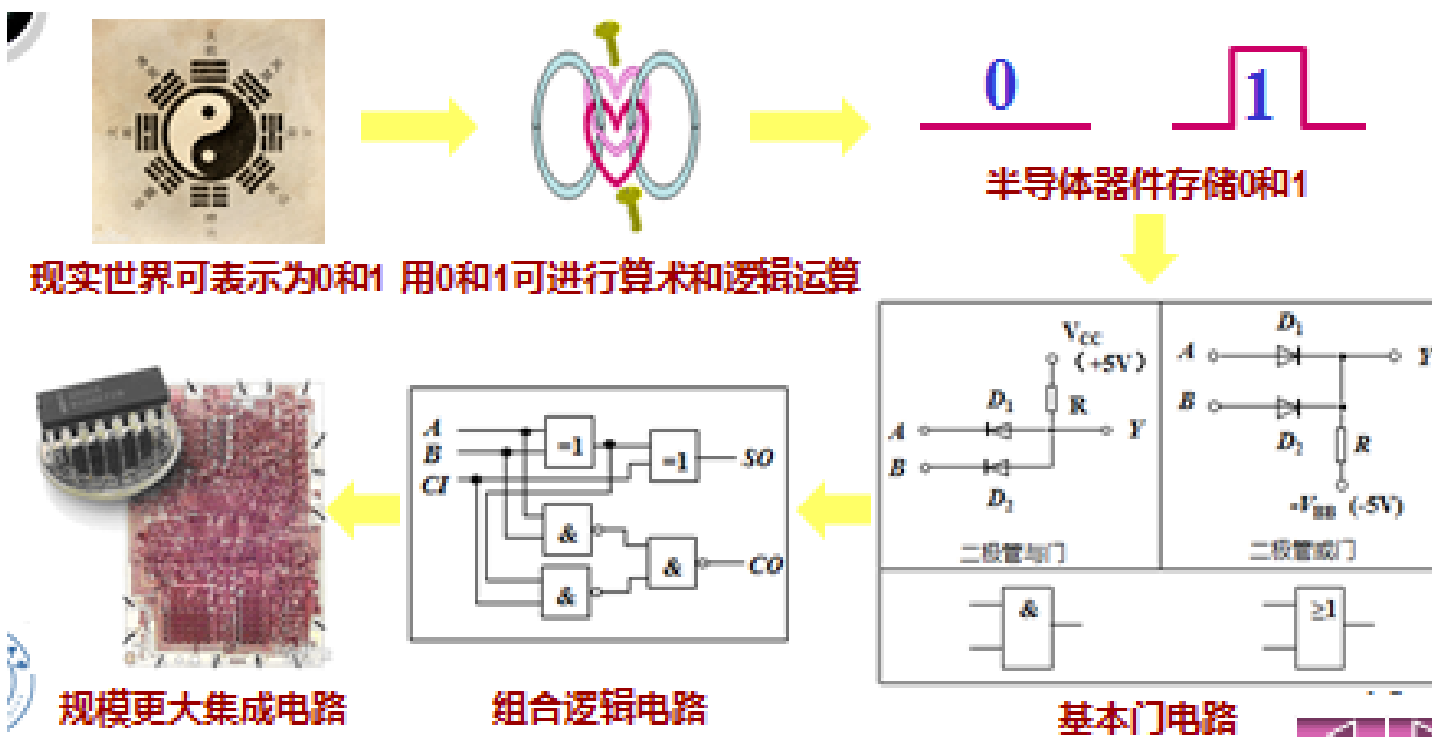 0
1
半导体器件存储0和1
现实世界可表示为0和1
用0和1可进行算术和逻辑运算
V_CC
(+5V)
D₁
R
A
Y
B
D₂
二极管与门
D₁
A
Y
B
D₂
R
-V_BB (-5V)
二极管或门
&
≥1
基本门电路
A
B
CI
=1
=1
SO
&
&
&
CO
组合逻辑电路
规模更大集成电路